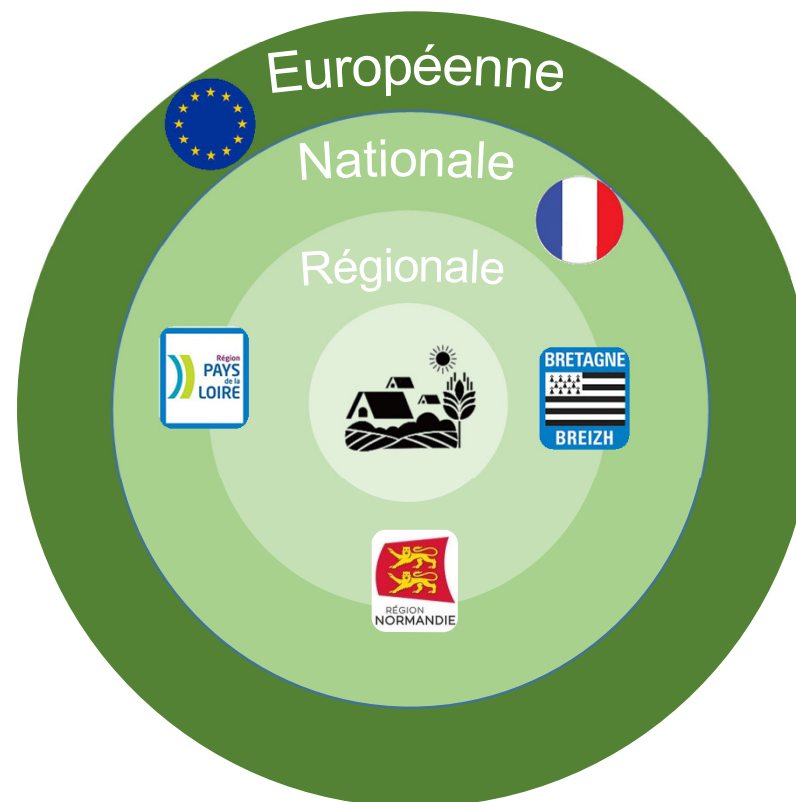 Européenne
Nationale
Régionale
Région
PAYS
de la
LOIRE
BRETAGNE
BREIZH
RÉGION
NORMANDIE